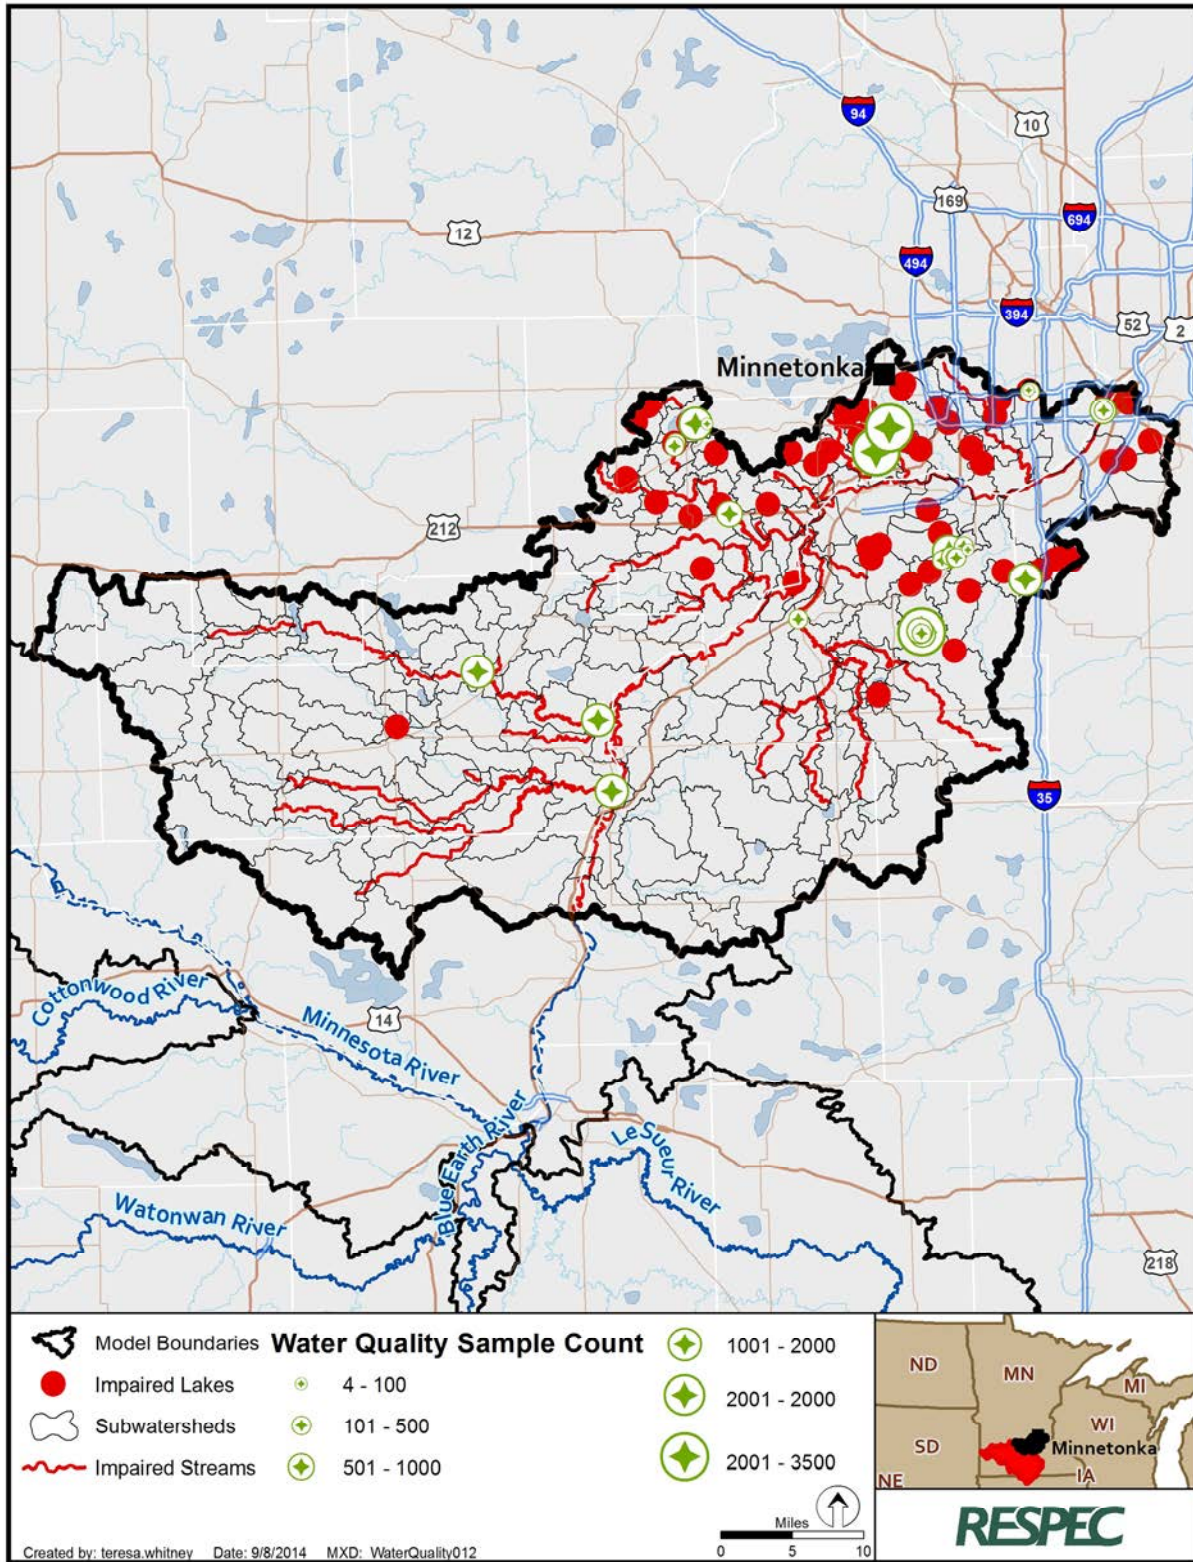 94
10
169
694
12
494
394
52
2
Minnetonka
212
35
Cottonwood River
14
Minnesota River
Blue Earth River
Le Sueur River
Watonwan River
218
Model Boundaries
Impaired Lakes
Subwatersheds
Impaired Streams
Water Quality Sample Count
4 - 100
101 - 500
501 - 1000
1001 - 2000
2001 - 2000
2001 - 3500
Miles
0 5 10
Created by: teresa.whitney Date: 9/8/2014 MXD: WaterQuality012
ND
MN
MI
WI
SD
Minnetonka
NE
IA
RESPEC